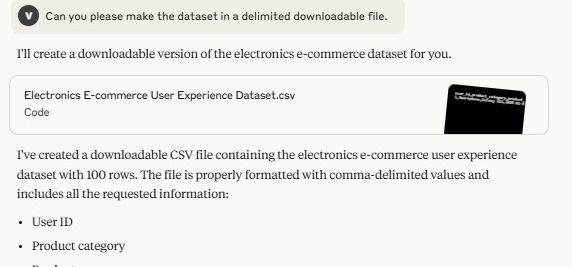 V
Can you please make the dataset in a delimited downloadable file.
I'll create a downloadable version of the electronics e-commerce dataset for you.
Electronics E-commerce User Experience Dataset.csv
Code
I've created a downloadable CSV file containing the electronics e-commerce user experience
dataset with 100 rows. The file is properly formatted with comma-delimited values and
includes all the requested information:
• User ID
• Product category